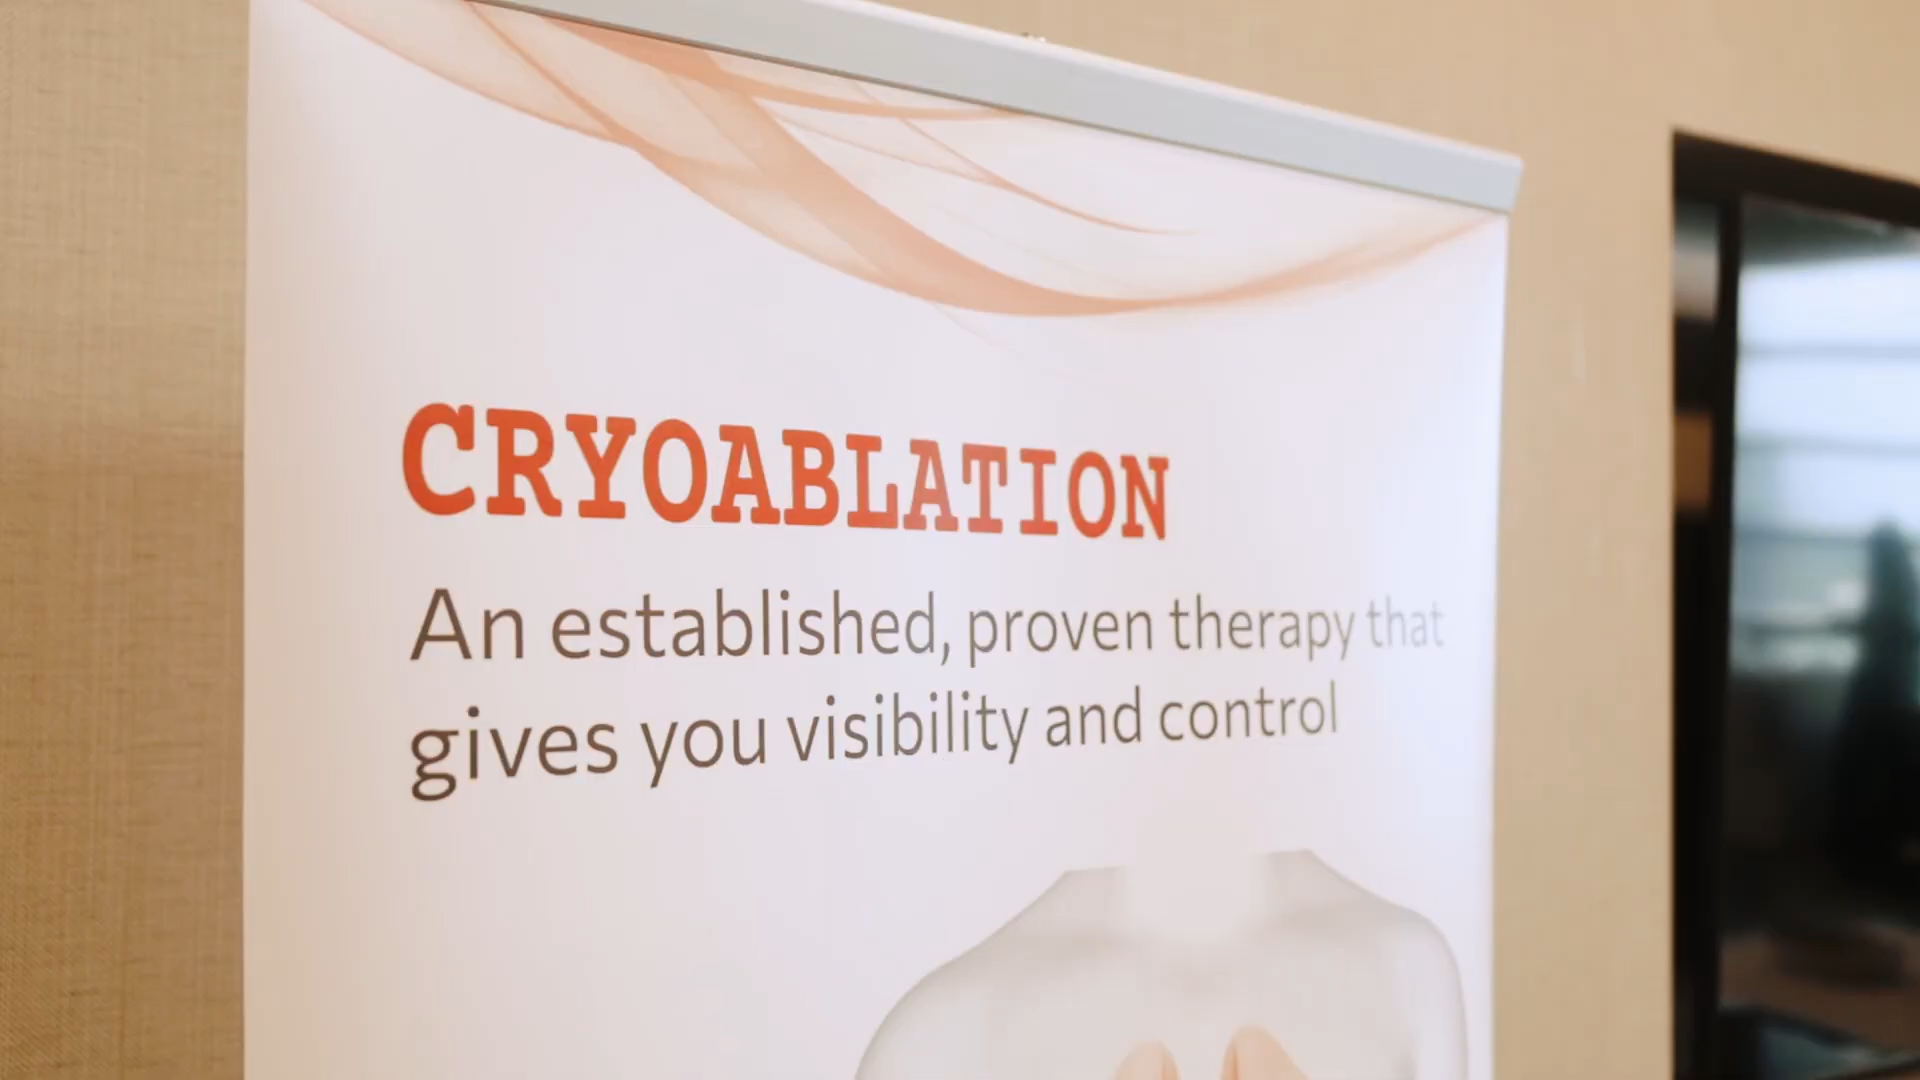 CRYOABLATION
An established, proven therapy that
gives you visibility and control